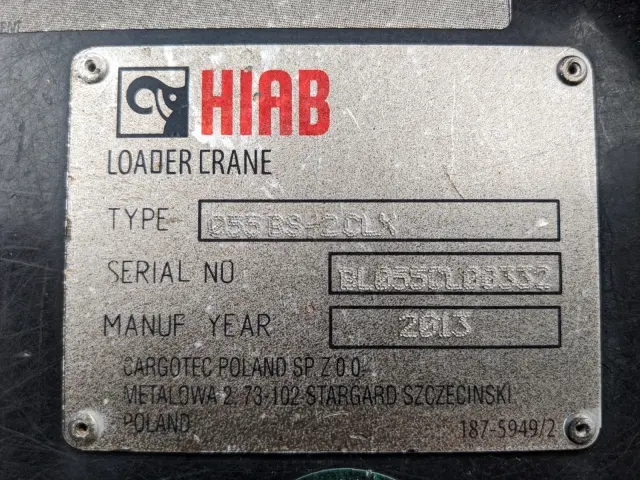 HIAB
LOADER CRANE
TYPE 055BS-2CLX
SERIAL NO
MANUF YEAR 2013
CARGOTEC POLAND SP. Z O.O.
METALOWA 2, 73-102 STARGARD SZCZECINSKI
POLAND
187-5949/2